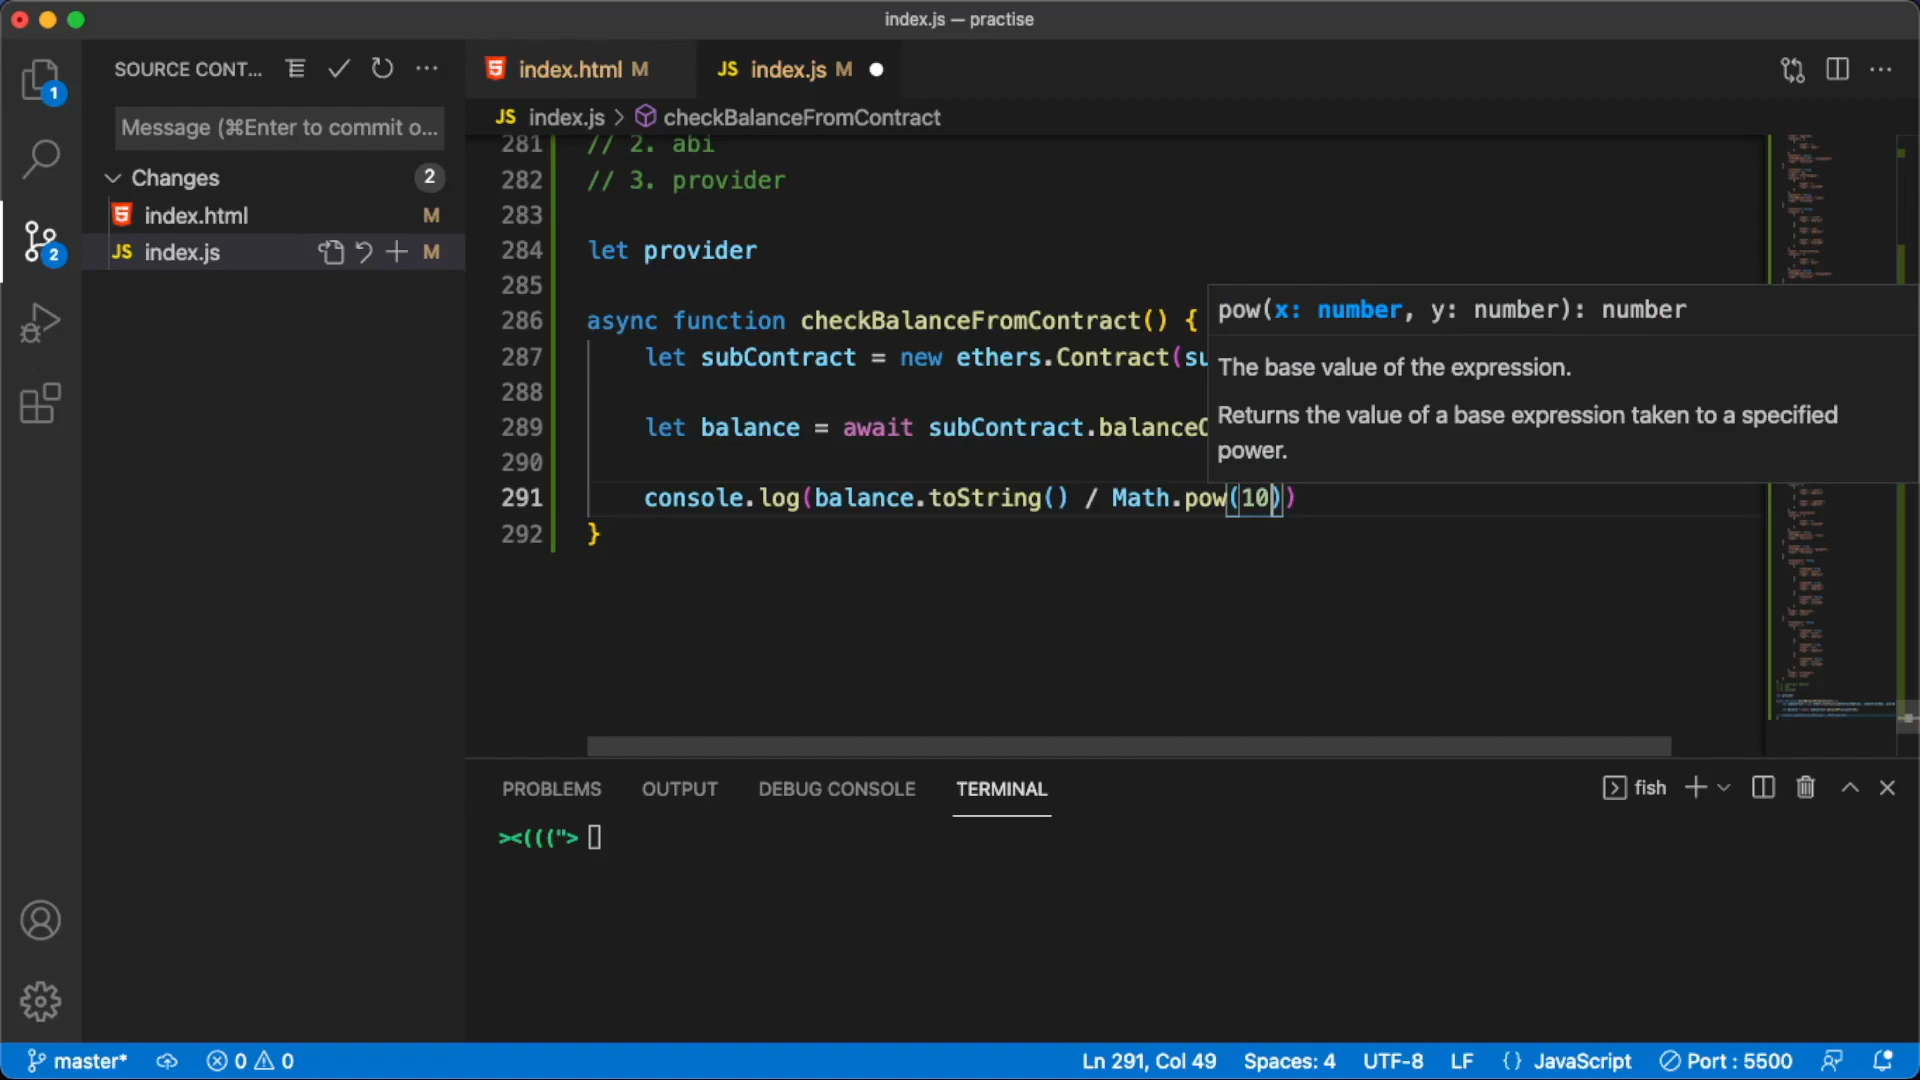 index.js — practise
SOURCE CONT...
index.html M
JS index.js M
1
Message (⌘Enter to commit o...
JS index.js > checkBalanceFromContract
Changes 2
index.html M
JS index.js M
2
281 // 2. abi
282 // 3. provider
283
284 let provider
285
286 async function checkBalanceFromContract() {
287 let subContract = new ethers.Contract(su
288
289 let balance = await subContract.balanceO
290
291 console.log(balance.toString() / Math.pow(10))
292 }
pow(x: number, y: number): number
The base value of the expression.
Returns the value of a base expression taken to a specified
power.
PROBLEMS OUTPUT DEBUG CONSOLE TERMINAL
fish
><((("> 
master* 0 0 Ln 291, Col 49 Spaces: 4 UTF-8 LF {} JavaScript Port : 5500